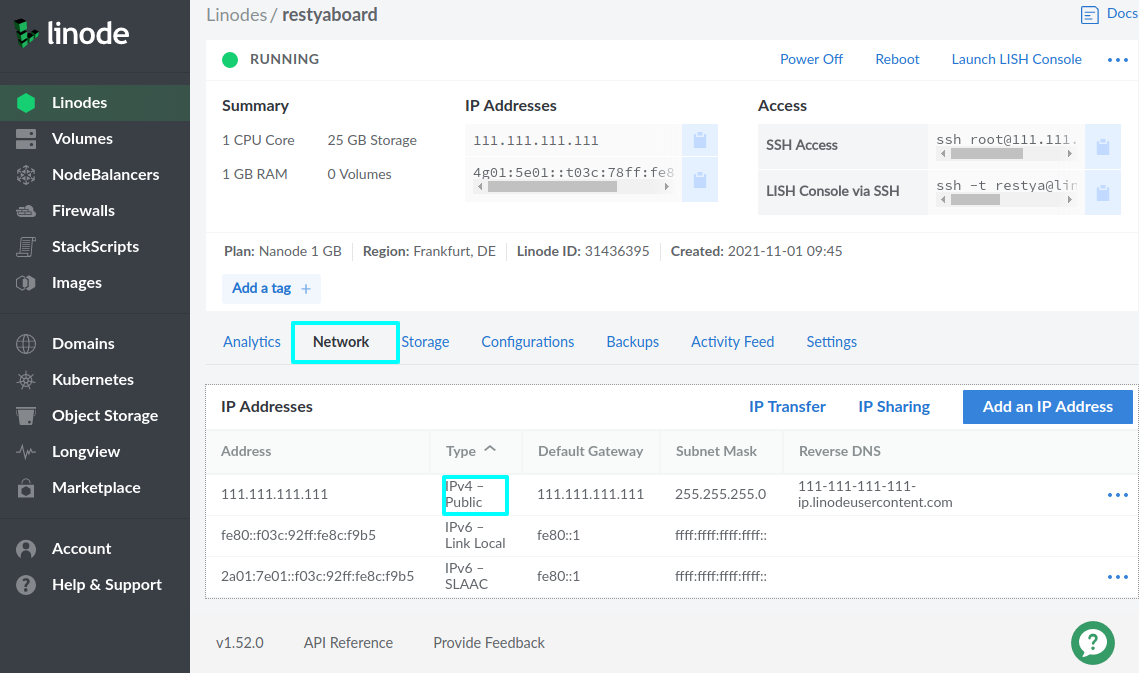 linode
Linodes
Volumes
NodeBalancers
Firewalls
StackScripts
Images
Domains
Kubernetes
Object Storage
Longview
Marketplace
Account
Help & Support
Linodes / restyaboard
Docs
RUNNING
Power Off Reboot Launch LISH Console
Summary IP Addresses Access
1 CPU Core 25 GB Storage
1 GB RAM 0 Volumes
111.111.111.111
4g01:5e01::t03c:78ff:fe8
SSH Access ssh root@111.111.
LISH Console via SSH ssh -t restya@lin
Plan: Nanode 1 GB Region: Frankfurt, DE Linode ID: 31436395 Created: 2021-11-01 09:45
Add a tag +
Analytics Network Storage Configurations Backups Activity Feed Settings
IP Addresses IP Transfer IP Sharing Add an IP Address
Address Type Default Gateway Subnet Mask Reverse DNS
111.111.111.111 IPv4 – Public 111.111.111.111 255.255.255.0 111-111-111-111-ip.linodeusercontent.com
fe80::f03c:92ff:fe8c:f9b5 IPv6 – Link Local fe80::1 ffff:ffff:ffff:ffff::
2a01:7e01::f03c:92ff:fe8c:f9b5 IPv6 – SLAAC fe80::1 ffff:ffff:ffff:ffff::
v1.52.0 API Reference Provide Feedback